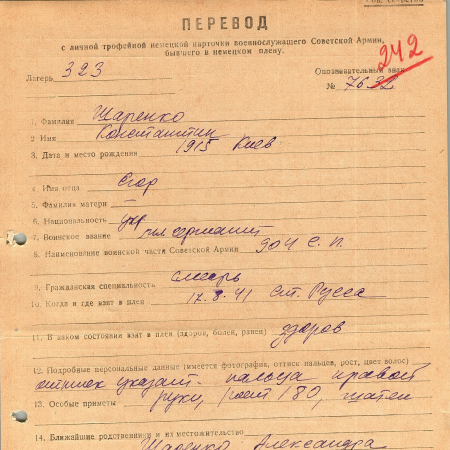 ПЕРЕВОД
с личной трофейной немецкой карточки военнослужащего Советской Армии,
бывшего в немецком плену.
242
Лагерь 323
Опознавательный знак
№ 7632
1. Фамилия Шаренко
2. Имя Константин
3. Дата и место рождения 1915 Киев
4. Имя отца Егор
5. Фамилия матери —
6. Национальность укр
7. Воинское звание мл сержант
8. Наименование воинской части Советской Армии 904 с. п.
9. Гражданская специальность слесарь
10. Когда и где взят в плен 17.8.41 Ст. Русса
11. В каком состоянии взят в плен (здоров, болен, ранен) здоров
12. Подробные персональные данные (имеется фотография, оттиск пальцев, рост, цвет волос)
оттиск указат. пальца правой
13. Особые приметы руки, рост 180, шатен
14. Ближайшие родственники и их местожительство
Шаренко Александра